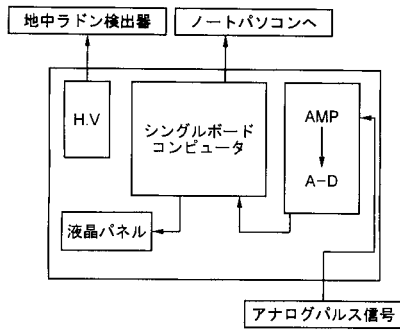 地中ラドン検出器
ノートパソコンへ
H.V
シングルボード
コンピュータ
AMP
A-D
液晶パネル
アナログパルス信号